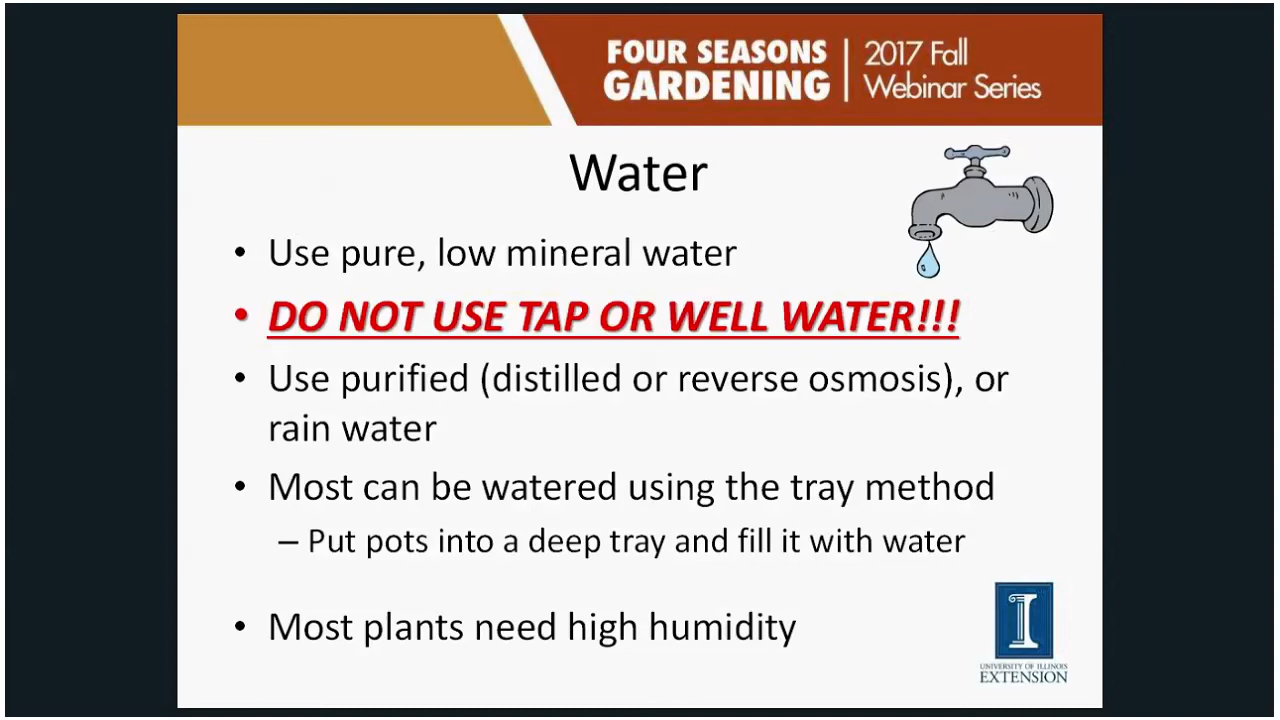 FOUR SEASONS
GARDENING
2017 Fall
Webinar Series
Water
• Use pure, low mineral water
• DO NOT USE TAP OR WELL WATER!!!
• Use purified (distilled or reverse osmosis), or
rain water
• Most can be watered using the tray method
– Put pots into a deep tray and fill it with water
• Most plants need high humidity
I
UNIVERSITY OF ILLINOIS
EXTENSION